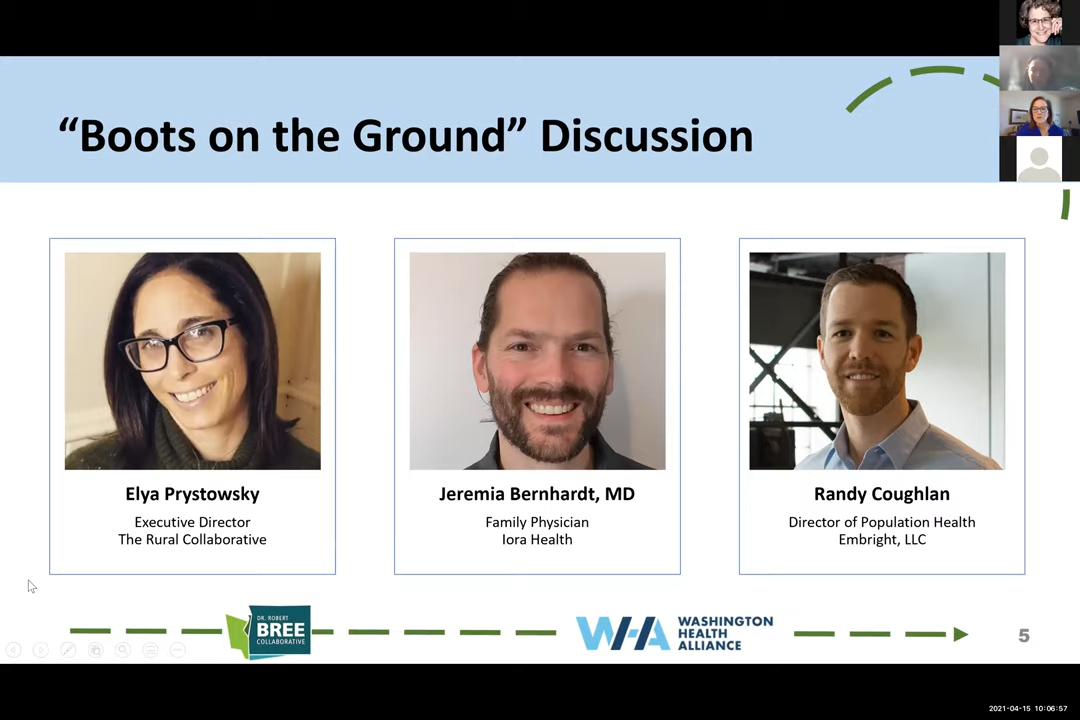 “Boots on the Ground” Discussion
Elya Prystowsky
Executive Director
The Rural Collaborative
Jeremia Bernhardt, MD
Family Physician
Iora Health
Randy Coughlan
Director of Population Health
Embright, LLC
DR. ROBERT
BREE
COLLABORATIVE
WHA
WASHINGTON
HEALTH
ALLIANCE
5
2021-04-15 10:06:57